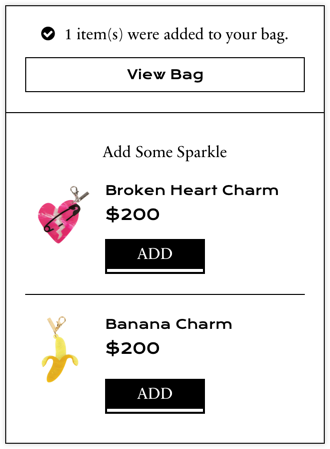 1 item(s) were added to your bag.
View Bag
Add Some Sparkle
Broken Heart Charm
$200
ADD
Banana Charm
$200
ADD